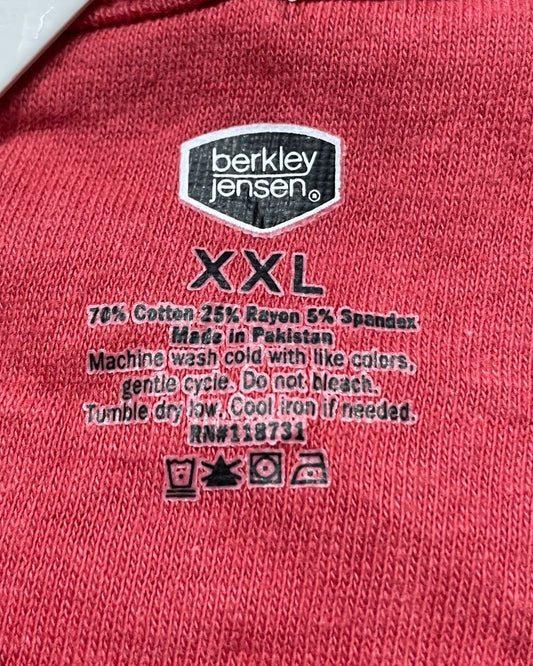 berkley
jensen®
XXL
70% Cotton 25% Rayon 5% Spandex
Made in Pakistan
Machine wash cold with like colors,
gentle cycle. Do not bleach.
Tumble dry low. Cool iron if needed.
RN#118731